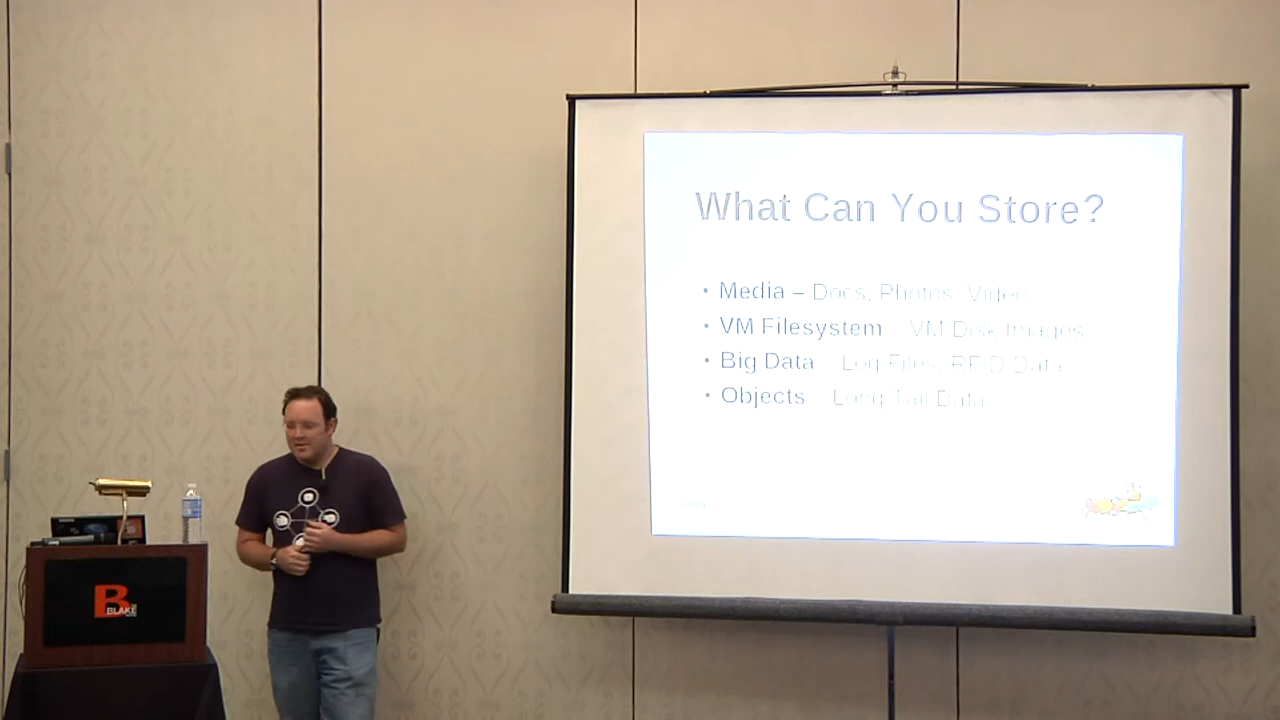 What Can You Store?
• Media – Docs, Photos, Video
• VM Filesystem – VM Disk Images
• Big Data – Log Files, RFID Data
• Objects – Long Tail Data
B
BLAKE